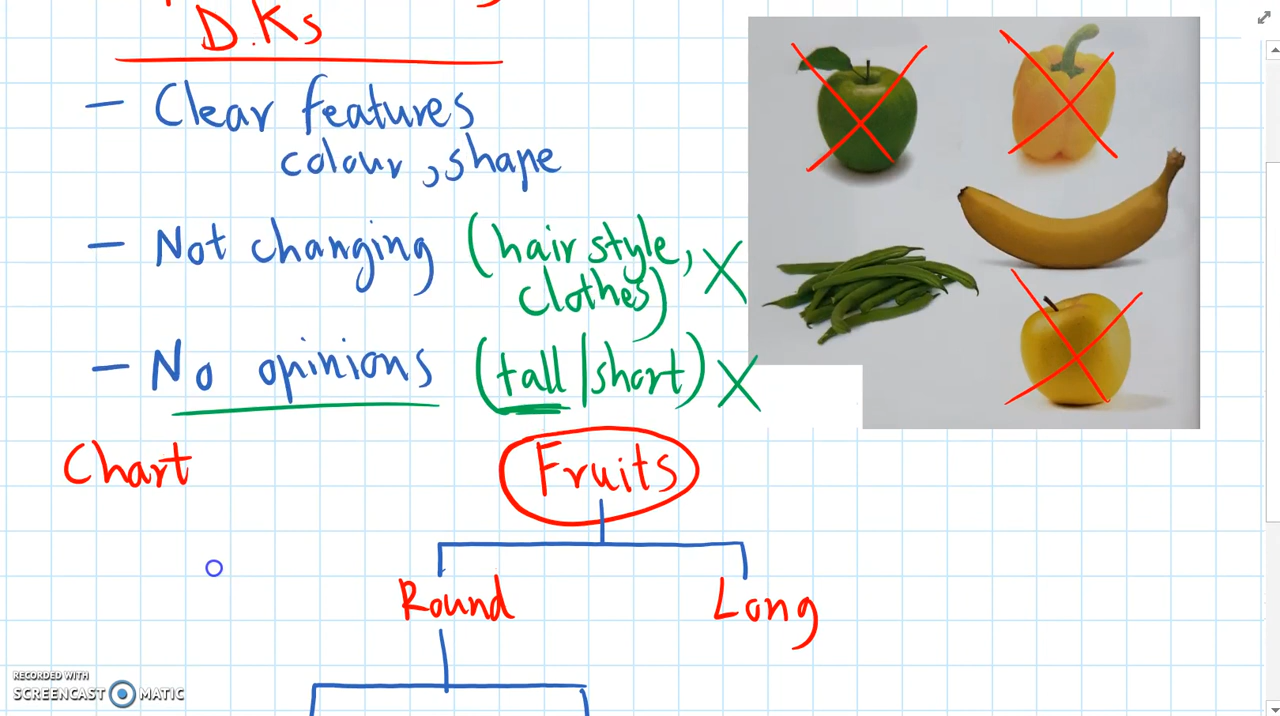 D.Ks
- Clear features
colour, shape
- Not changing (hair style, X
clothes)
- No opinions (tall/short) X
Chart
Fruits
Round
Long
RECORDED WITH
SCREENCAST MATIC